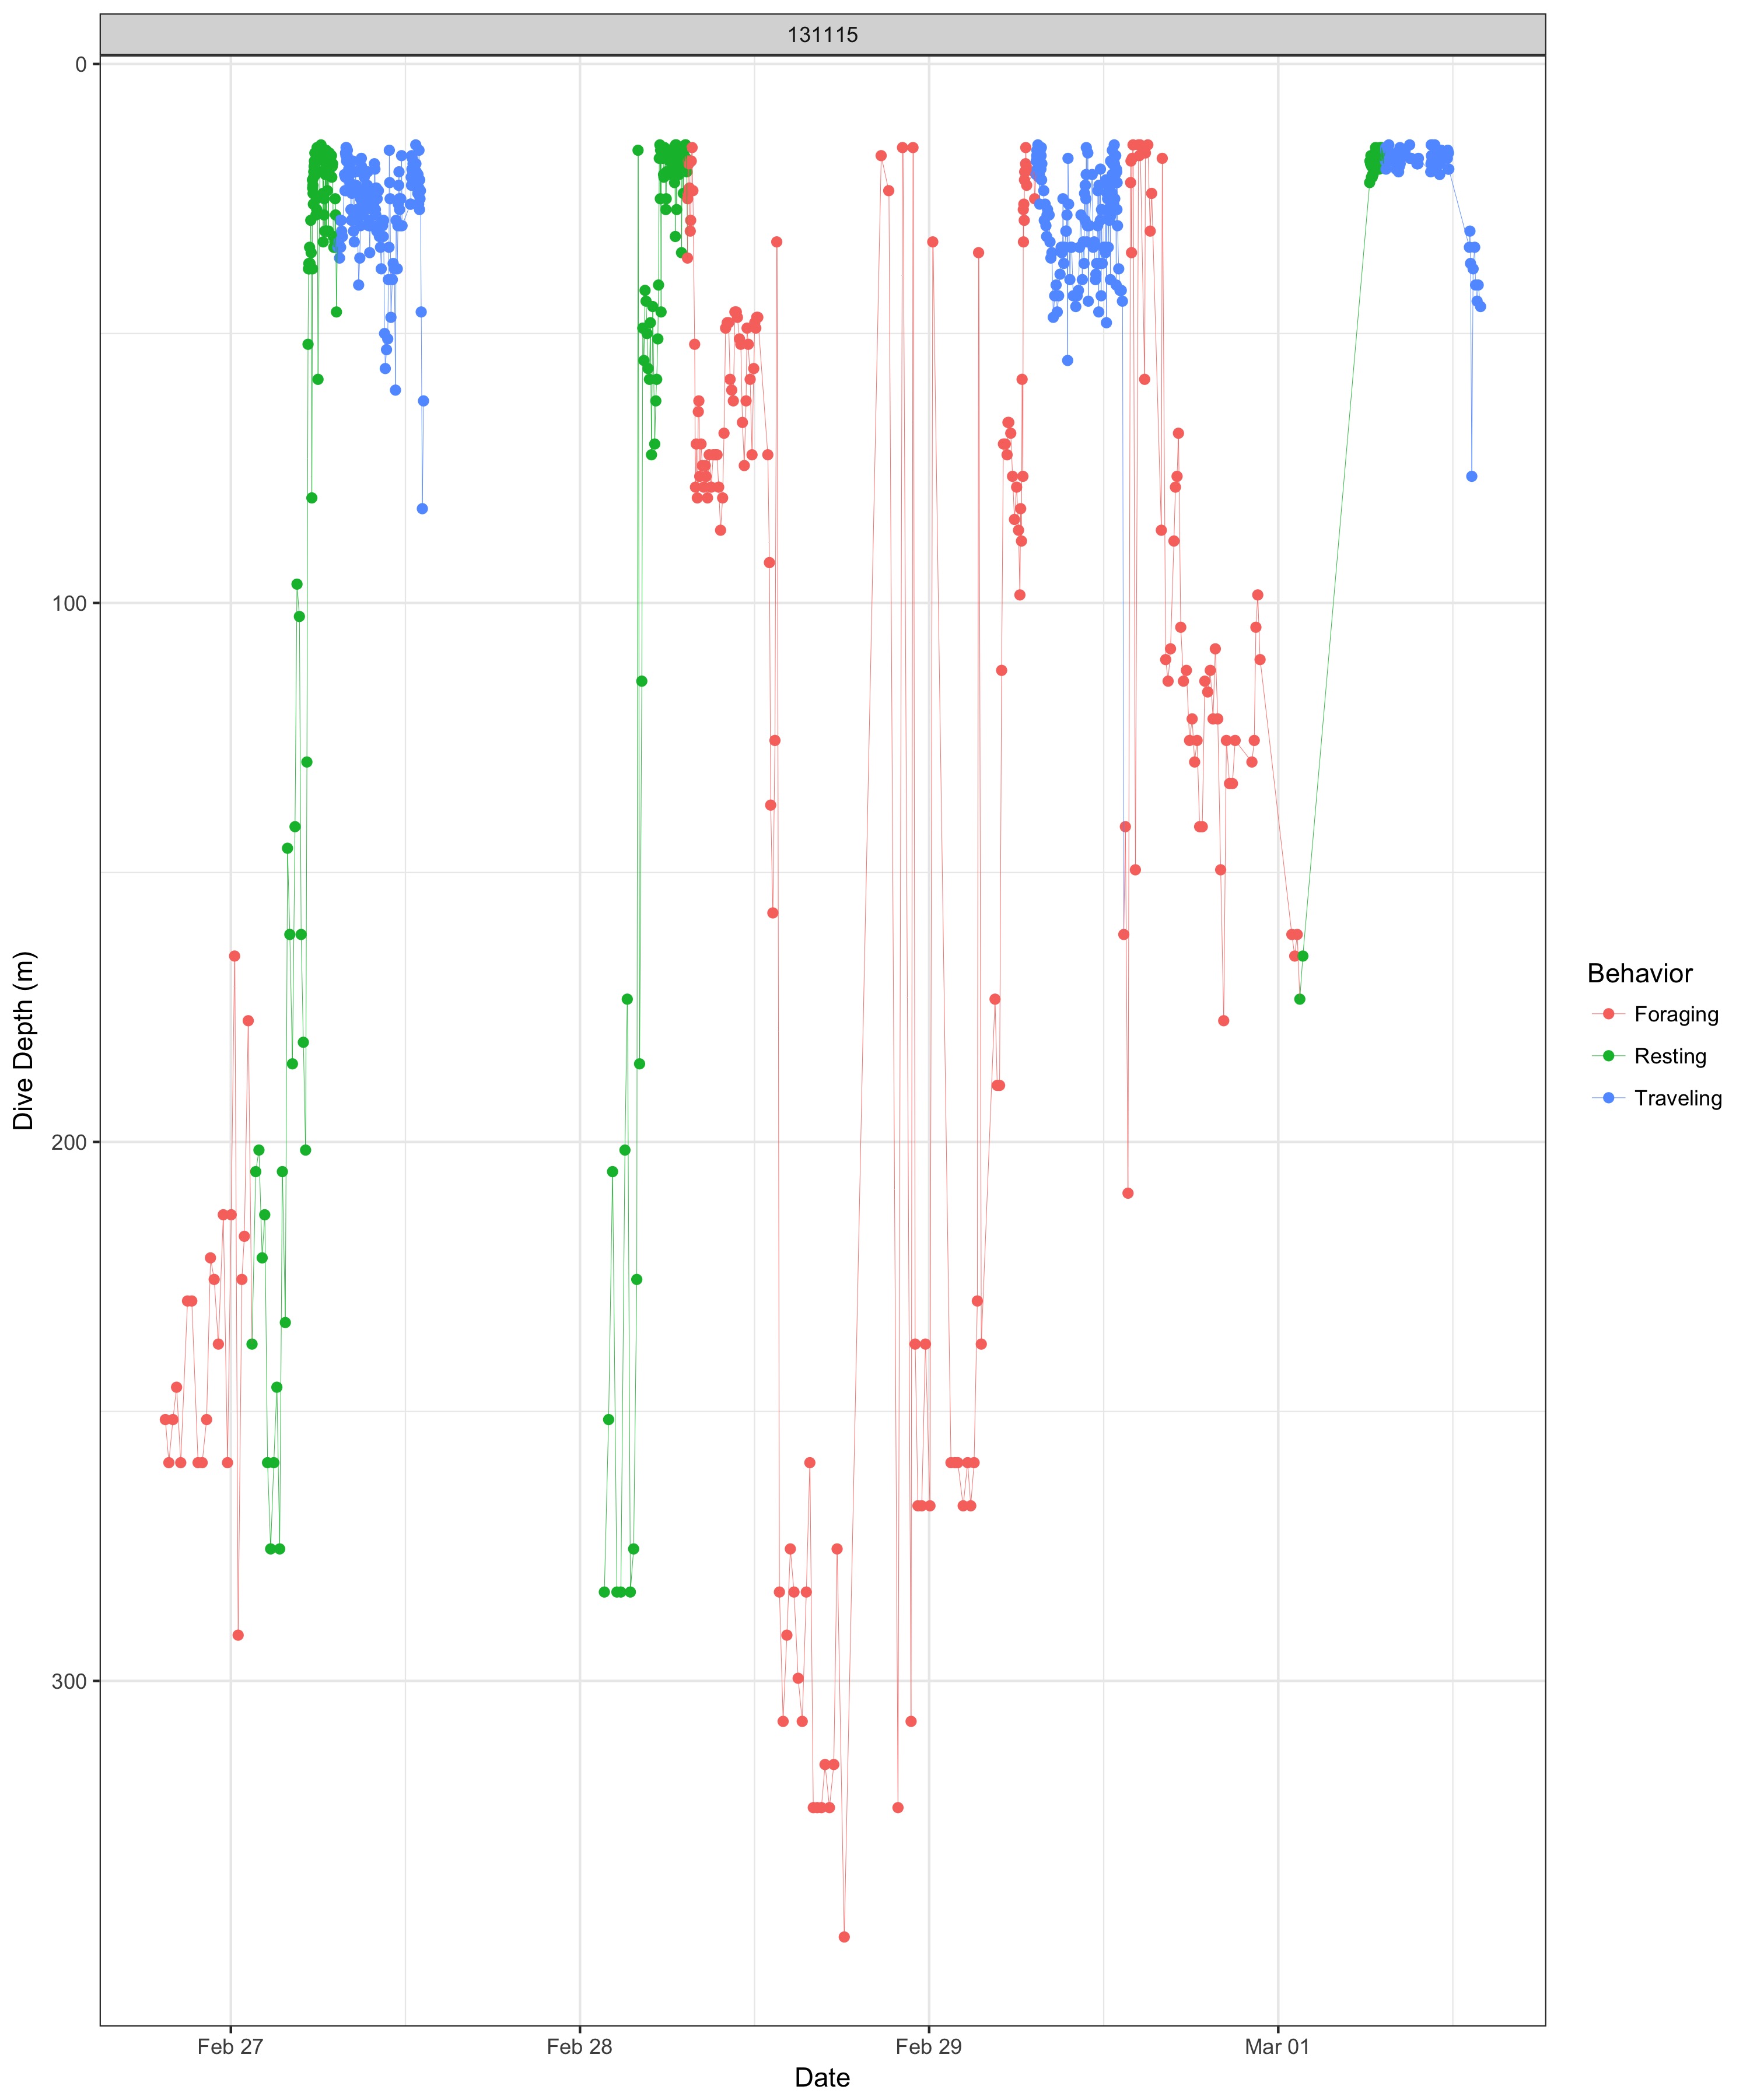 131115
0
100
200
300
Dive Depth (m)
Feb 27
Feb 28
Feb 29
Mar 01
Date
Behavior
Foraging
Resting
Traveling